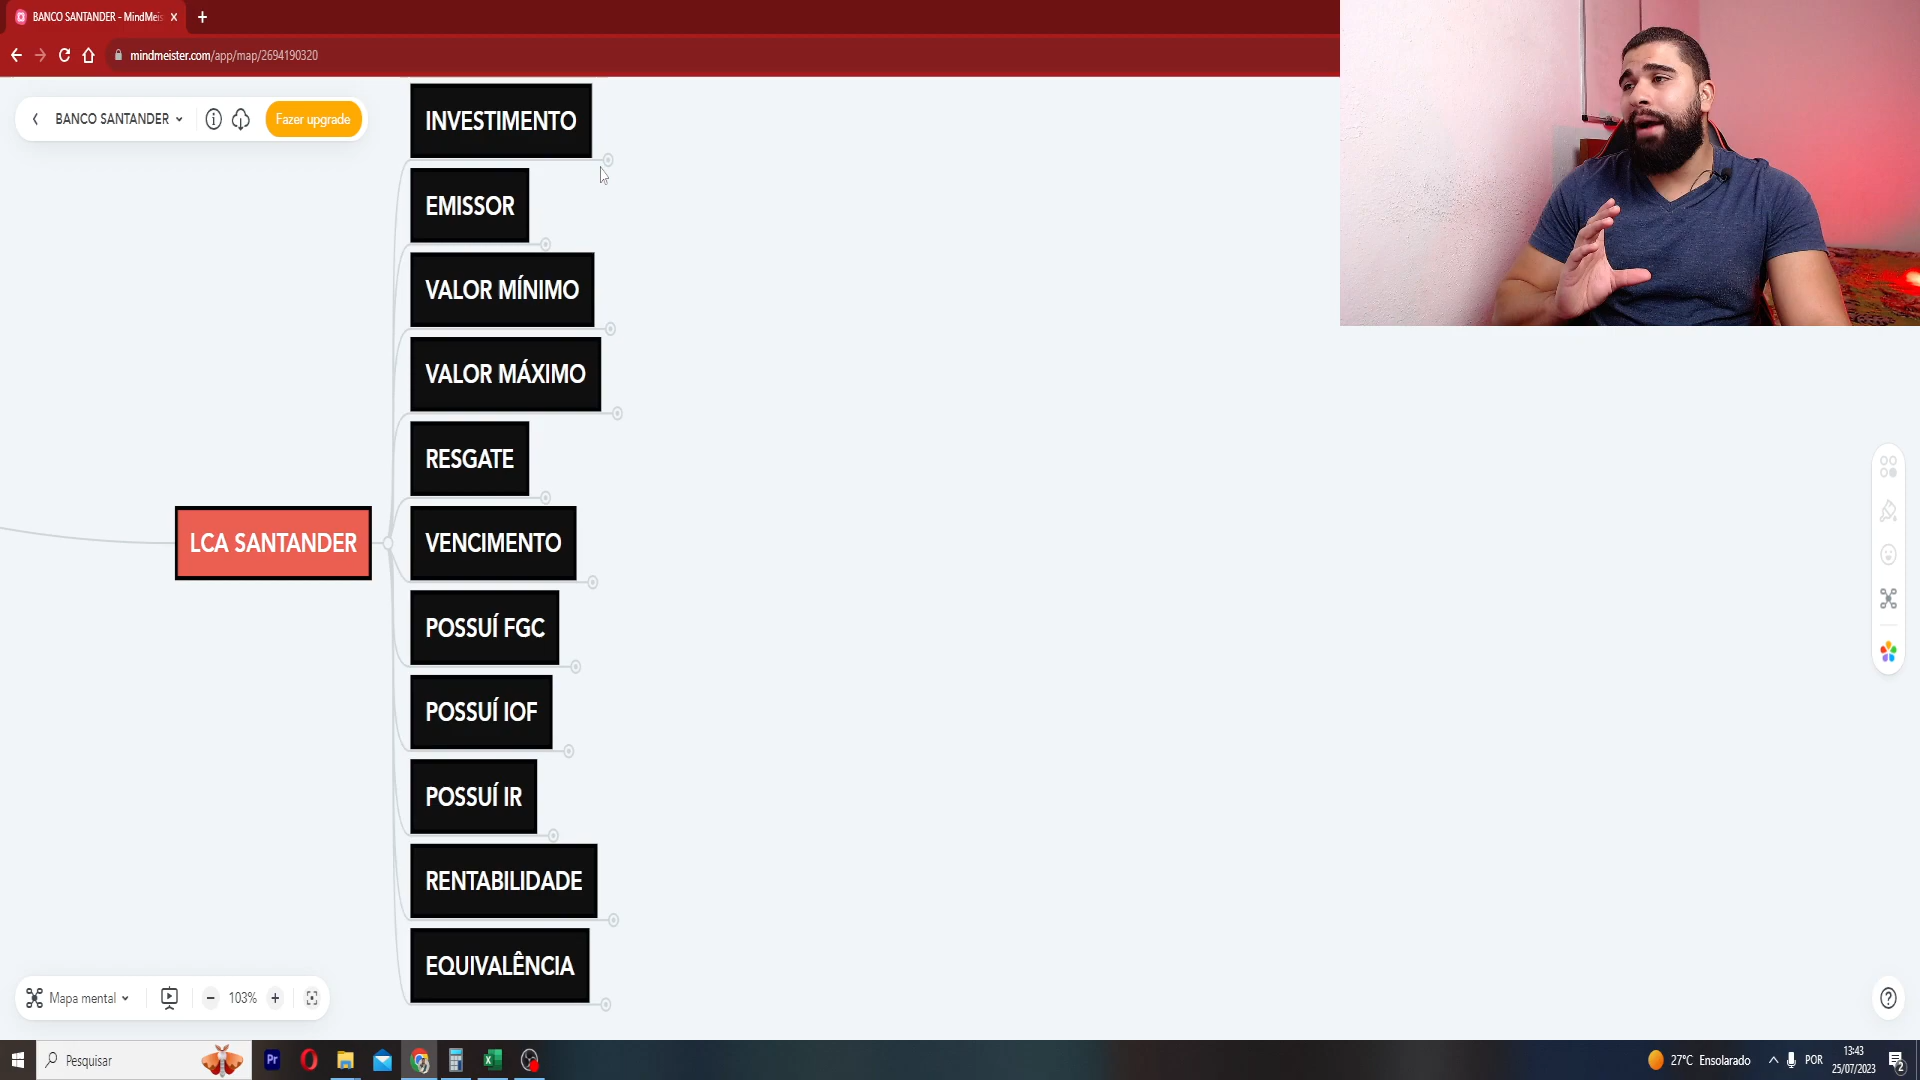 BANCO SANTANDER - MindMeis
mindmeister.com/app/map/2694190320
BANCO SANTANDER
Fazer upgrade
INVESTIMENTO
EMISSOR
VALOR MÍNIMO
VALOR MÁXIMO
RESGATE
LCA SANTANDER
VENCIMENTO
POSSUÍ FGC
POSSUÍ IOF
POSSUÍ IR
RENTABILIDADE
EQUIVALÊNCIA
Mapa mental
103%
Pesquisar
Pr
27°C Ensolarado
POR
13:43
25/07/2023
2